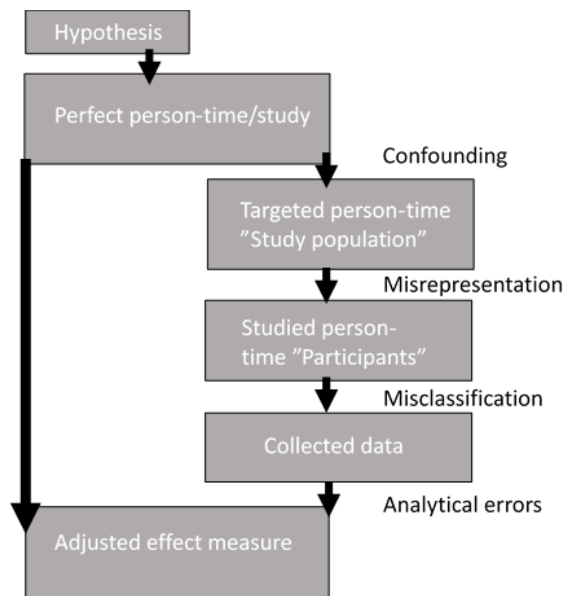 Hypothesis
Perfect person-time/study
Confounding
Targeted person-time
”Study population”
Misrepresentation
Studied person-
time ”Participants”
Misclassification
Collected data
Analytical errors
Adjusted effect measure